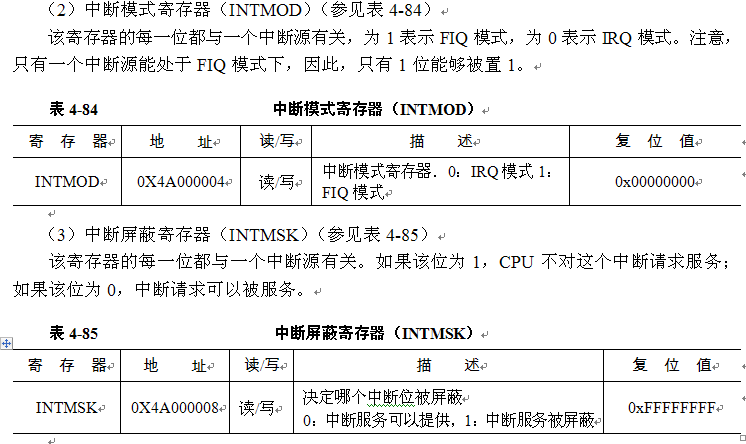 （2）中断模式寄存器（INTMOD）（参见表 4-84）
该寄存器的每一位都与一个中断源有关，为 1 表示 FIQ 模式，为 0 表示 IRQ 模式。注意，
只有一个中断源能处于 FIQ 模式下，因此，只有 1 位能够被置 1。
表 4-84 中断模式寄存器（INTMOD）
寄 存 器 地 址 读/写 描 述 复 位 值
INTMOD 0X4A000004 读/写 中断模式寄存器．0：IRQ 模式 1：
FIQ 模式 0x00000000
（3）中断屏蔽寄存器（INTMSK）（参见表 4-85）
该寄存器的每一位都与一个中断源有关。如果该位为 1，CPU 不对这个中断请求服务；
如果该位为 0，中断请求可以被服务。
表 4-85 中断屏蔽寄存器（INTMSK）
寄 存 器 地 址 读/写 描 述 复 位 值
INTMSK 0X4A000008 读/写 决定哪个中断位被屏蔽
0：中断服务可以提供，1：中断服务被屏蔽 0xFFFFFFFF